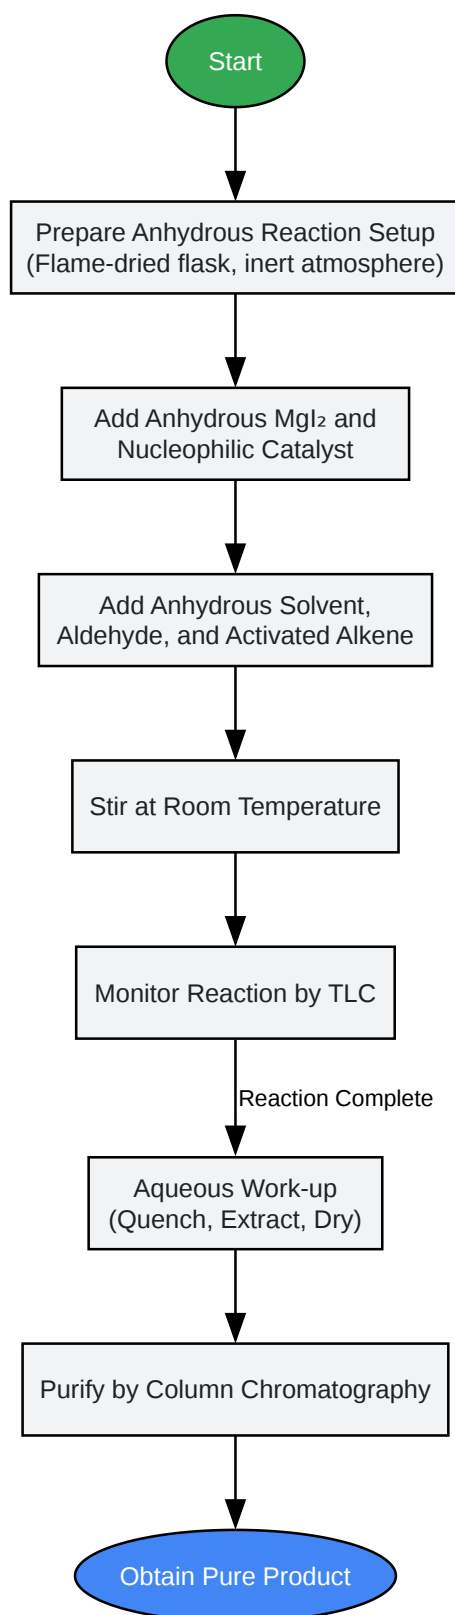 Start
Prepare Anhydrous Reaction Setup
(Flame-dried flask, inert atmosphere)
Add Anhydrous MgI₂ and
Nucleophilic Catalyst
Add Anhydrous Solvent,
Aldehyde, and Activated Alkene
Stir at Room Temperature
Monitor Reaction by TLC
Reaction Complete
Aqueous Work-up
(Quench, Extract, Dry)
Purify by Column Chromatography
Obtain Pure Product